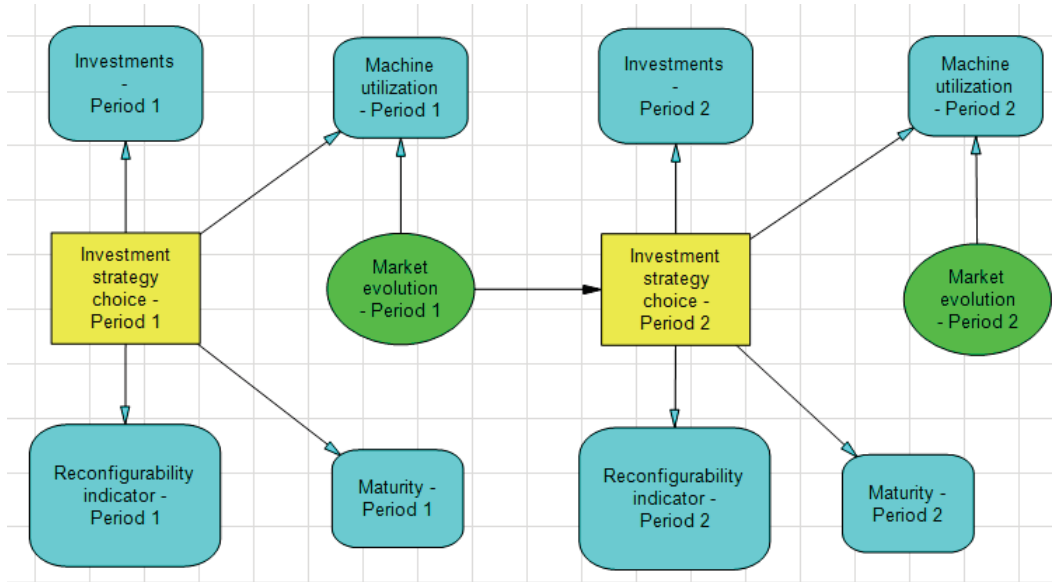 Investments
-
Period 1
Machine
utilization
- Period 1
Investments
-
Period 2
Machine
utilization
- Period 2
Investment
strategy
choice -
Period 1
Market
evolution
- Period 1
Investment
strategy
choice -
Period 2
Market
evolution
- Period 2
Reconfigurability
indicator -
Period 1
Maturity -
Period 1
Reconfigurability
indicator -
Period 2
Maturity -
Period 2